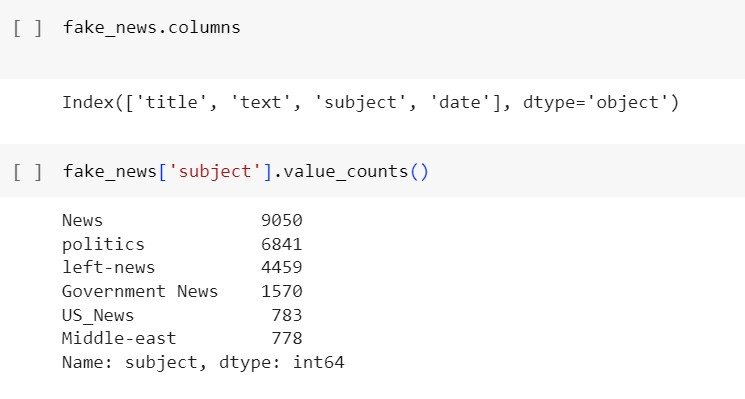 [ ] fake_news.columns
Index(['title', 'text', 'subject', 'date'], dtype='object')
[ ] fake_news['subject'].value_counts()
News 9050
politics 6841
left-news 4459
Government News 1570
US_News 783
Middle-east 778
Name: subject, dtype: int64